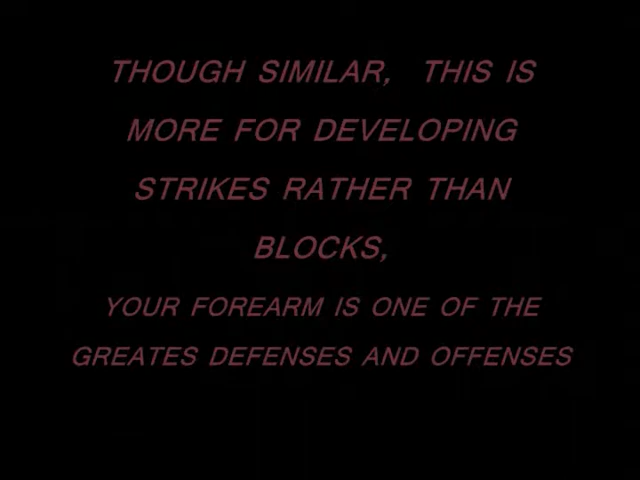 THOUGH SIMILAR, THIS IS
MORE FOR DEVELOPING
STRIKES RATHER THAN
BLOCKS,
YOUR FOREARM IS ONE OF THE
GREATES DEFENSES AND OFFENSES